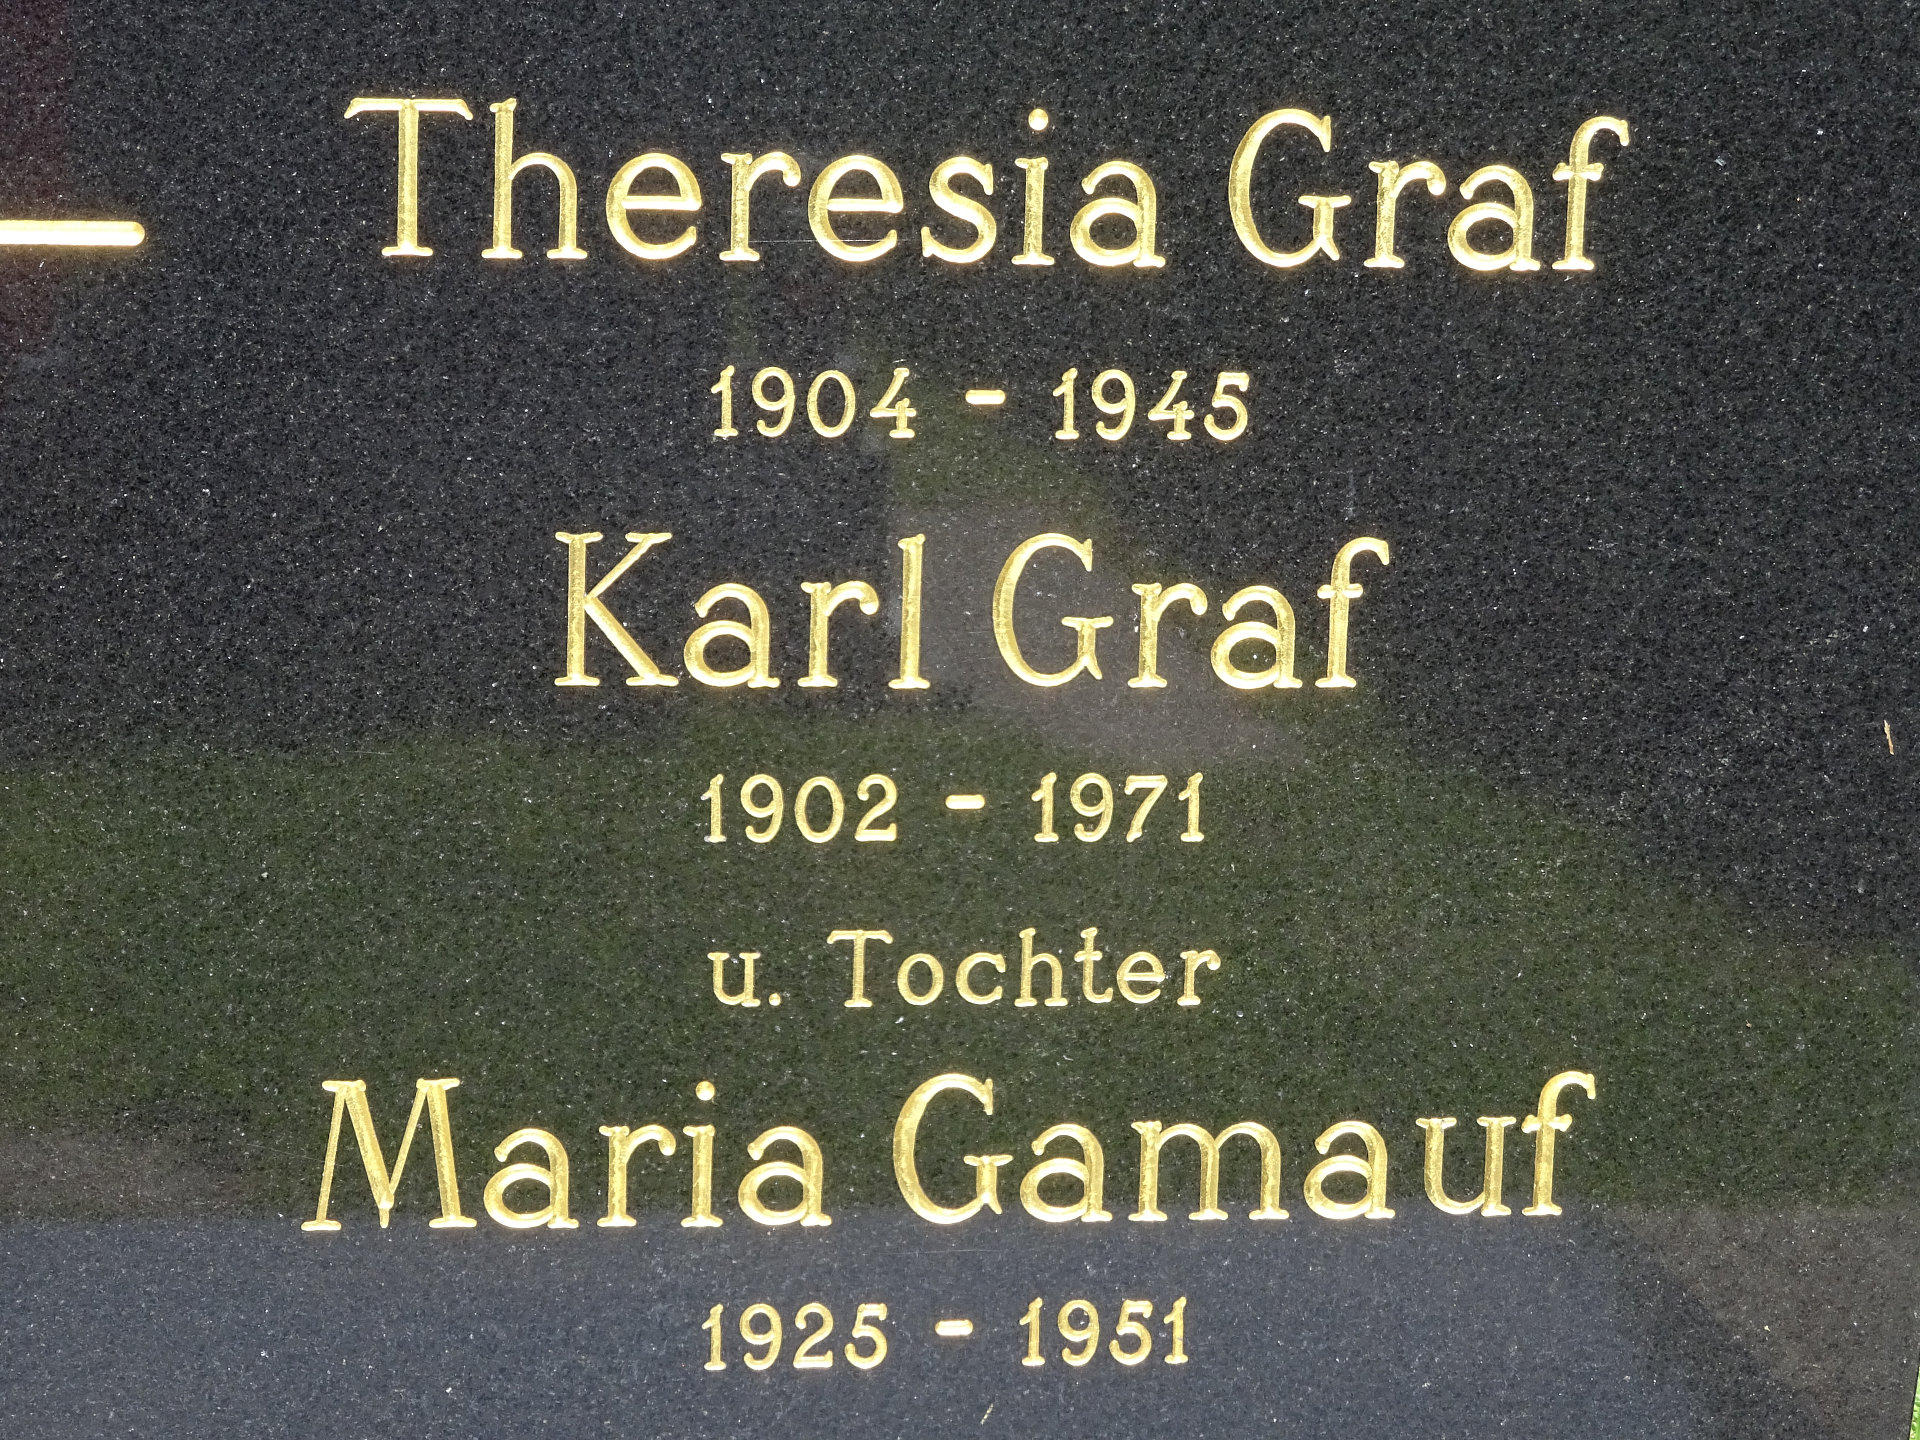 Theresia Graf
1904 - 1945
Karl Graf
1902 - 1971
u. Tochter
Maria Gamauf
1925 - 1951